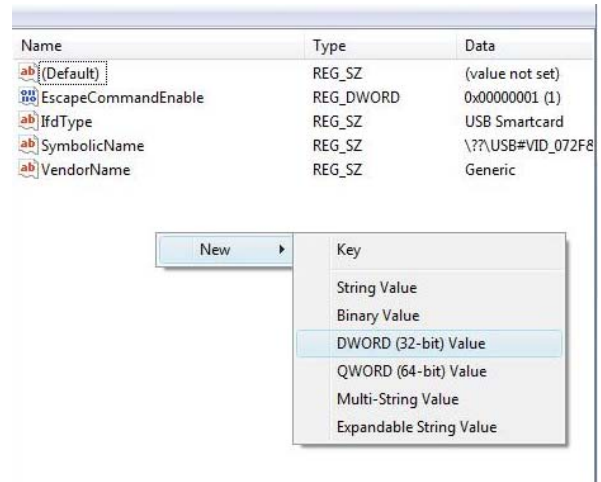 Name Type Data
(Default) REG_SZ (value not set)
EscapeCommandEnable REG_DWORD 0x00000001 (1)
IfdType REG_SZ USB Smartcard
SymbolicName REG_SZ \??\USB#VID_072F8
VendorName REG_SZ Generic
New Key
String Value
Binary Value
DWORD (32-bit) Value
QWORD (64-bit) Value
Multi-String Value
Expandable String Value